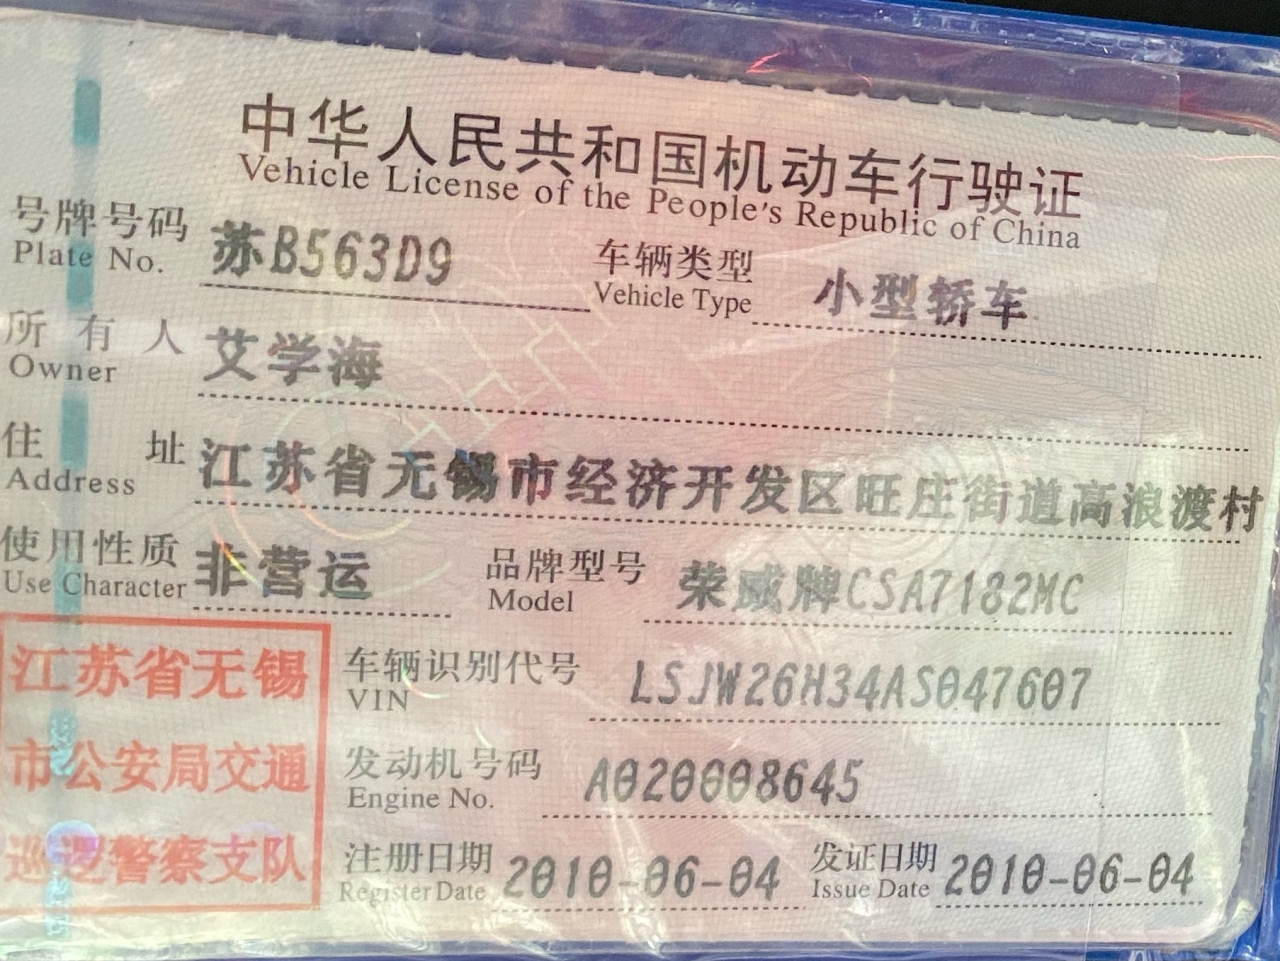 中华人民共和国机动车行驶证
Vehicle License of the People's Republic of China
号牌号码 苏B563D9 车辆类型 小型轿车
Plate No. Vehicle Type
所有人 艾学海
Owner
住址 江苏省无锡市经济开发区旺庄街道高浪渡村
Address
使用性质 非营运 品牌型号 荣威牌CSA7182MC
Use Character Model
江苏省无锡
市公安局交通
巡逻警察支队
车辆识别代号 LSJW26H34AS047607
VIN
发动机号码 A020008645
Engine No.
注册日期 2010-06-04 发证日期 2010-06-04
Register Date Issue Date